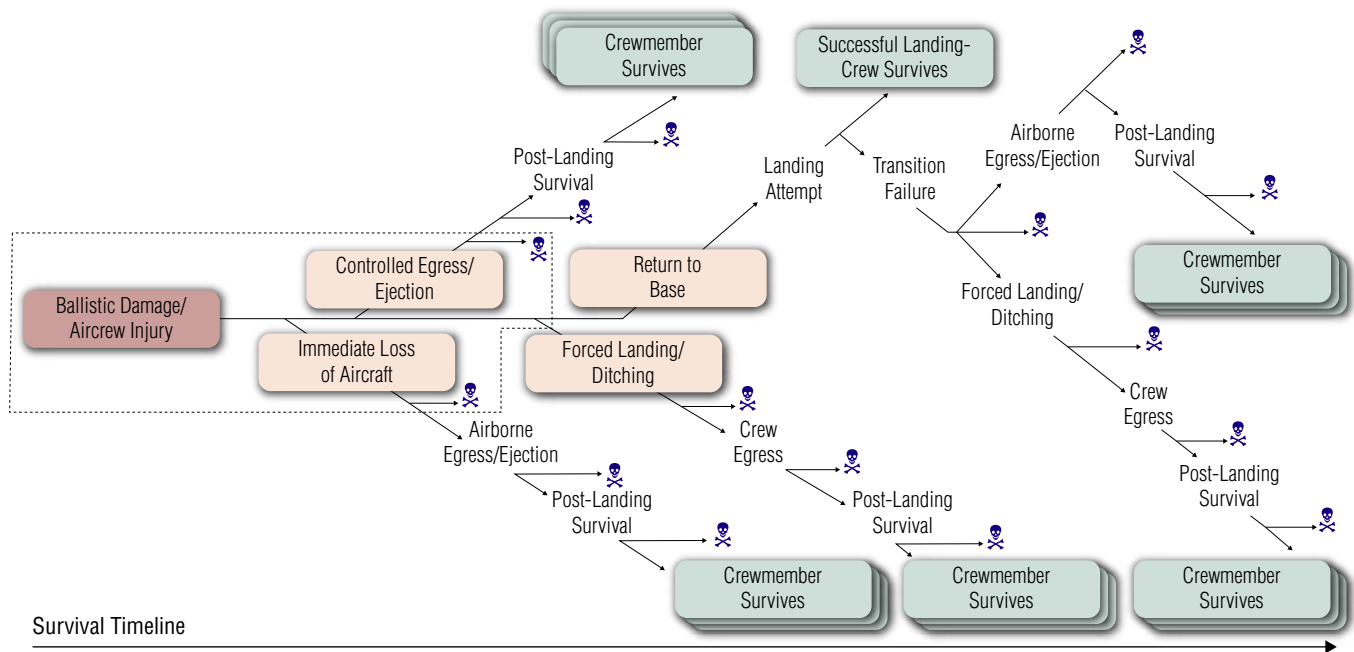 Crewmember
Survives
Successful Landing-
Crew Survives
Airborne
Egress/Ejection
Post-Landing
Survival
Post-Landing
Survival
Landing
Attempt
Transition
Failure
Controlled Egress/
Ejection
Return to
Base
Crewmember
Survives
Ballistic Damage/
Aircrew Injury
Forced Landing/
Ditching
Immediate Loss
of Aircraft
Forced Landing/
Ditching
Crew
Egress
Airborne
Egress/Ejection
Crew
Egress
Post-Landing
Survival
Post-Landing
Survival
Post-Landing
Survival
Crewmember
Survives
Crewmember
Survives
Crewmember
Survives
Survival Timeline